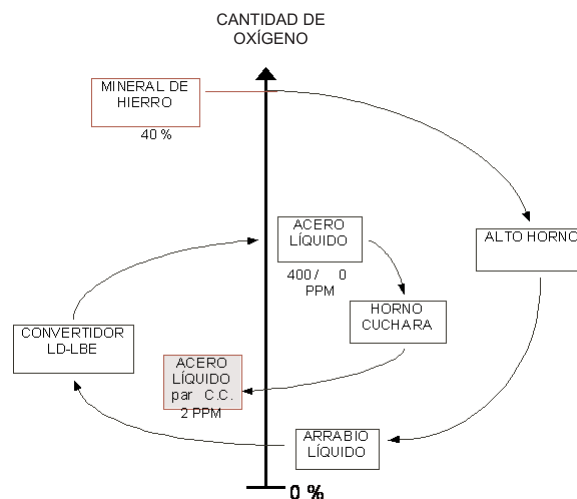 CANTIDAD DE
OXÍGENO
MINERAL DE
HIERRO
40 %
ACERO
LÍQUIDO
400 / 0
PPM
ALTO HORNO
HORNO
CUCHARA
CONVERTIDOR
LD-LBE
ACERO
LÍQUIDO
par C.C.
2 PPM
ARRABIO
LÍQUIDO
0 %